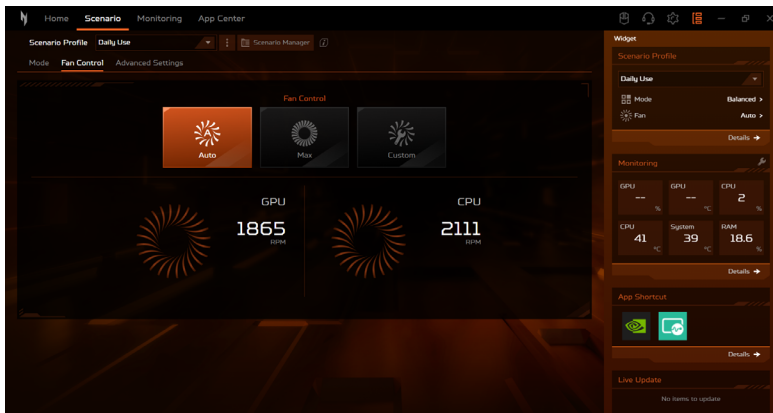 Home Scenario Monitoring App Center
Scenario Profile Daily Use Scenario Manager
Mode Fan Control Advanced Settings
Fan Control
Auto Max Custom
GPU
1865
RPM
CPU
2111
RPM
Widget
Scenario Profile
Daily Use
Mode Balanced >
Fan Auto >
Details →
Monitoring
GPU GPU CPU
-- -- 2
% °C %
CPU System RAM
41 39 18.6
°C °C %
Details →
App Shortcut
Details →
Live Update
No items to update